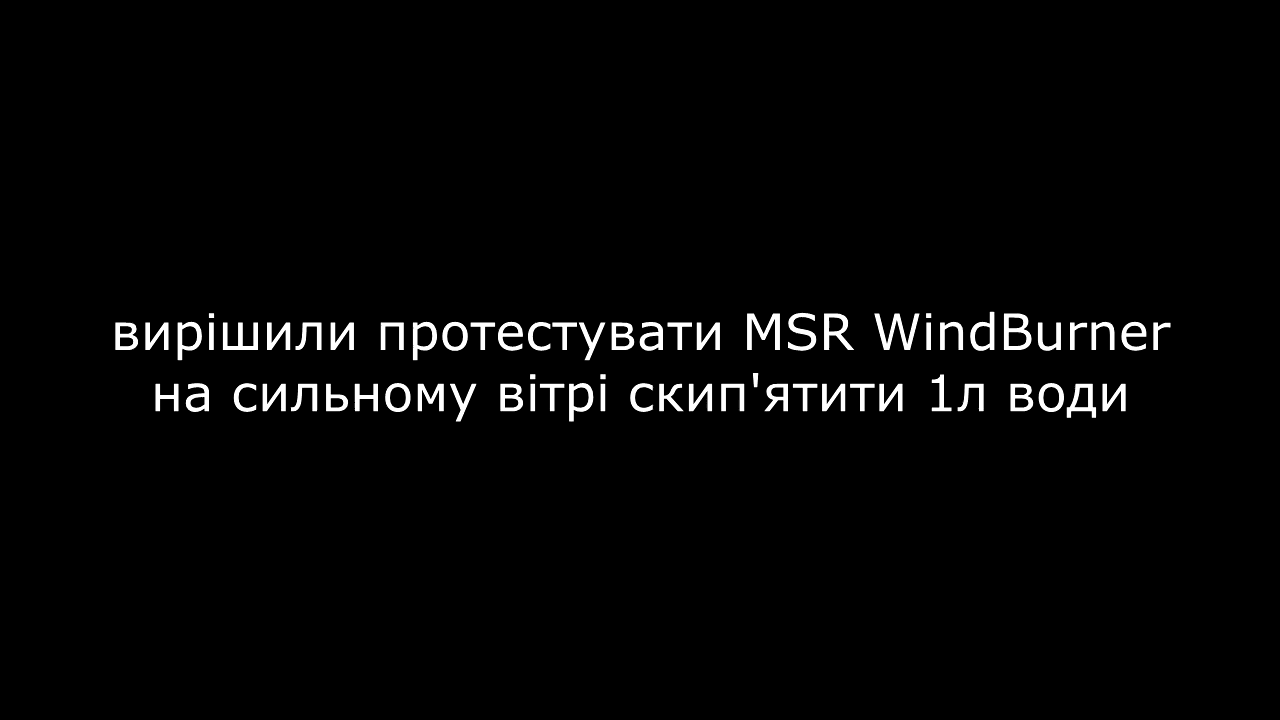 вирішили протестувати MSR WindBurner
на сильному вітрі скип'ятити 1л води